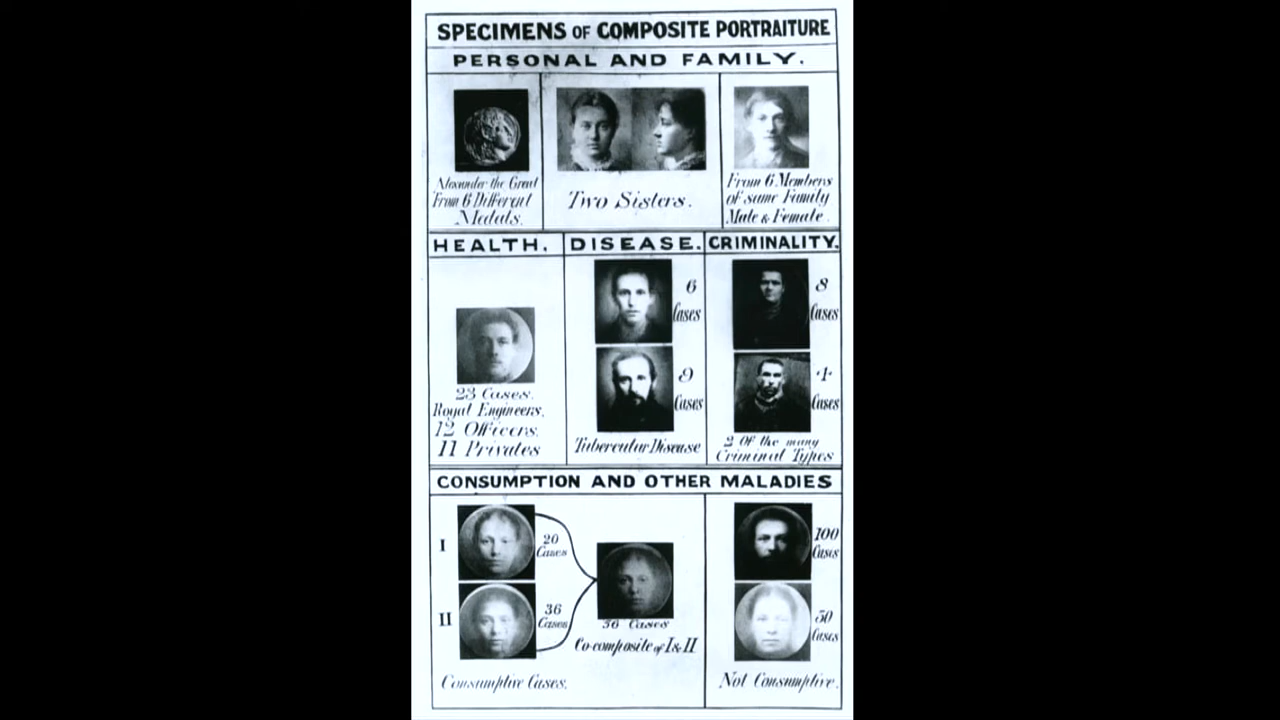 SPECIMENS OF COMPOSITE PORTRAITURE
PERSONAL AND FAMILY.
Alexander the Great
From 6 Different
Medals.
Two Sisters.
From 6 Members
of same Family
Male & Female.
HEALTH.
DISEASE.
CRIMINALITY.
23 Cases.
Royal Engineers.
12 Officers.
11 Privates
6
Cases
9
Cases
Tubercular Disease
8
Cases
4
Cases
2 Of the many
Criminal Types
CONSUMPTION AND OTHER MALADIES
I
20
Cases
II
36
Cases
Consumptive Cases.
56 Cases
Co-composite of I & II
100
Cases
50
Cases
Not Consumptive.